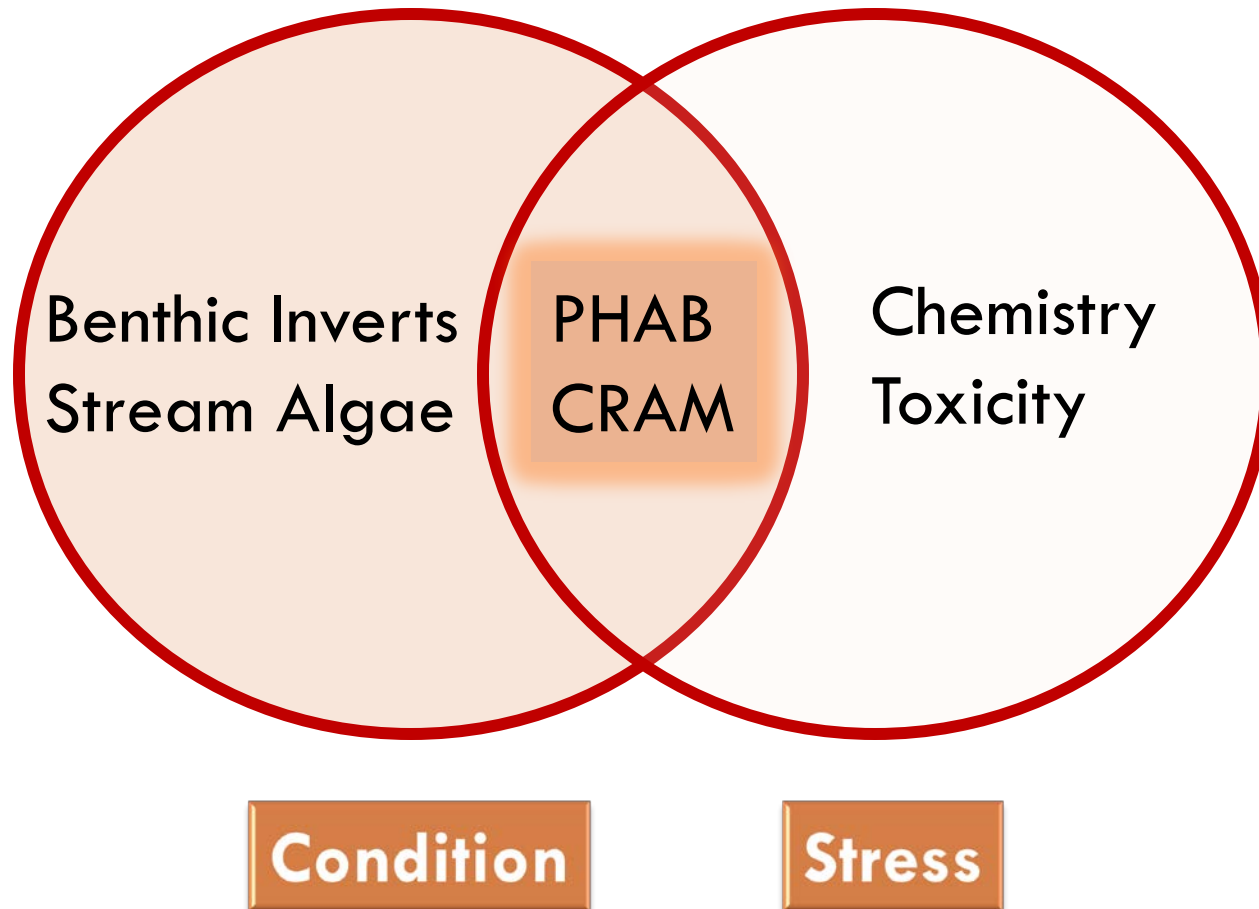 Benthic Inverts
Stream Algae
PHAB
CRAM
Chemistry
Toxicity
Condition
Stress